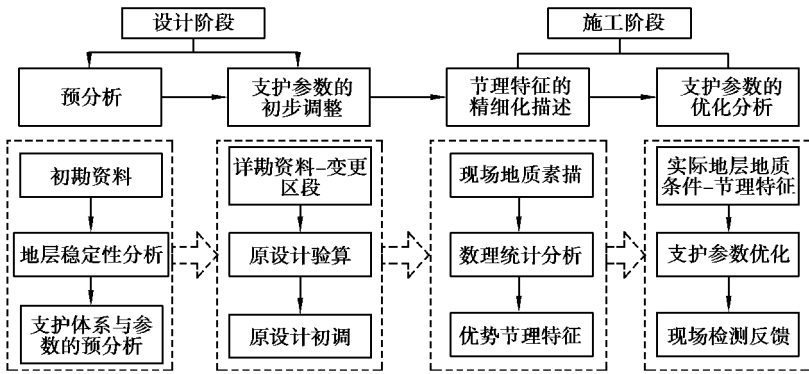 设计阶段
施工阶段
预分析
支护参数的
初步调整
节理特征的
精细化描述
支护参数的
优化分析
初勘资料
地层稳定性分析
支护体系与参
数的预分析
详勘资料-变更
区段
原设计验算
原设计初调
现场地质素描
数理统计分析
优势节理特征
实际地层地质
条件-节理特征
支护参数优化
现场检测反馈